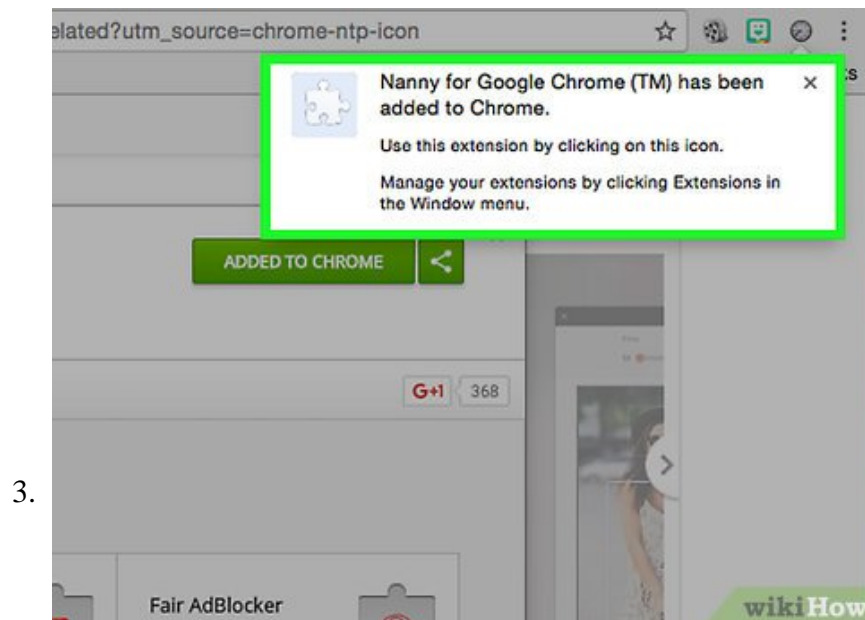 elated?utm_source=chrome-ntp-icon
Nanny for Google Chrome (TM) has been
added to Chrome.
Use this extension by clicking on this icon.
Manage your extensions by clicking Extensions in
the Window menu.
ADDED TO CHROME
G+1 368
3.
Fair AdBlocker
wikiHow